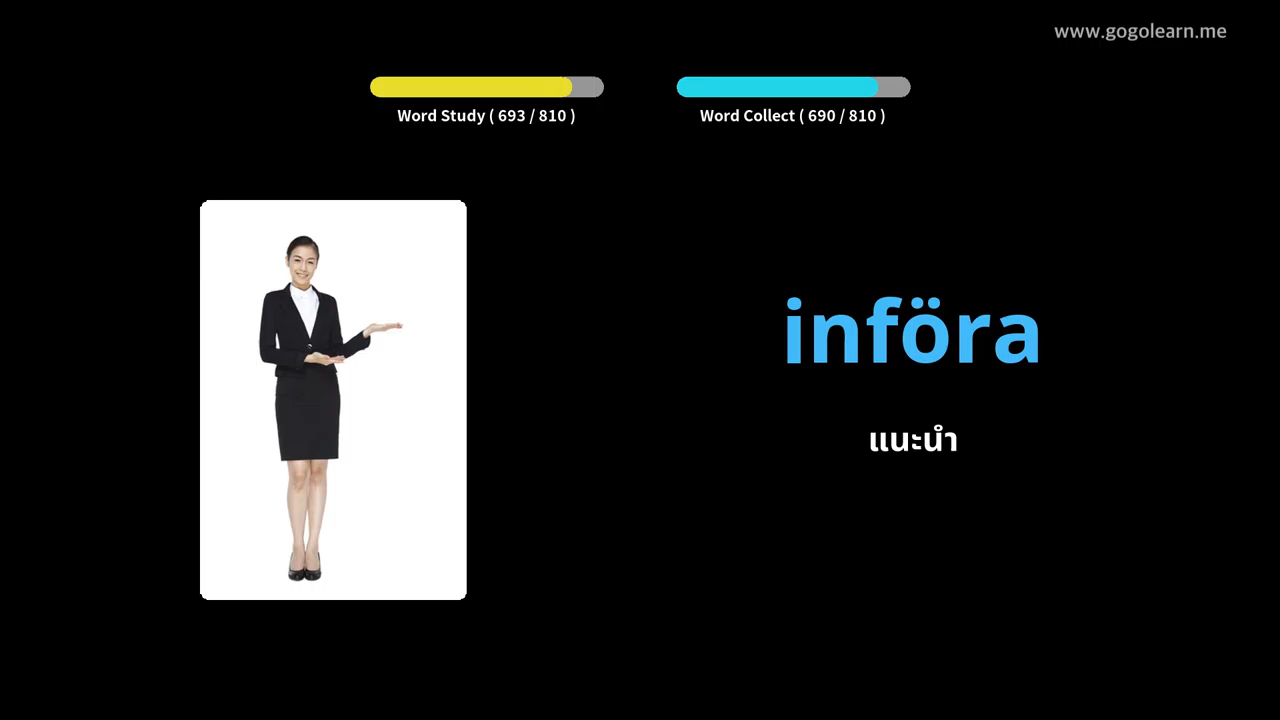 www.gogolearn.me
Word Study ( 693 / 810 )
Word Collect ( 690 / 810 )
införa
แนะนำ